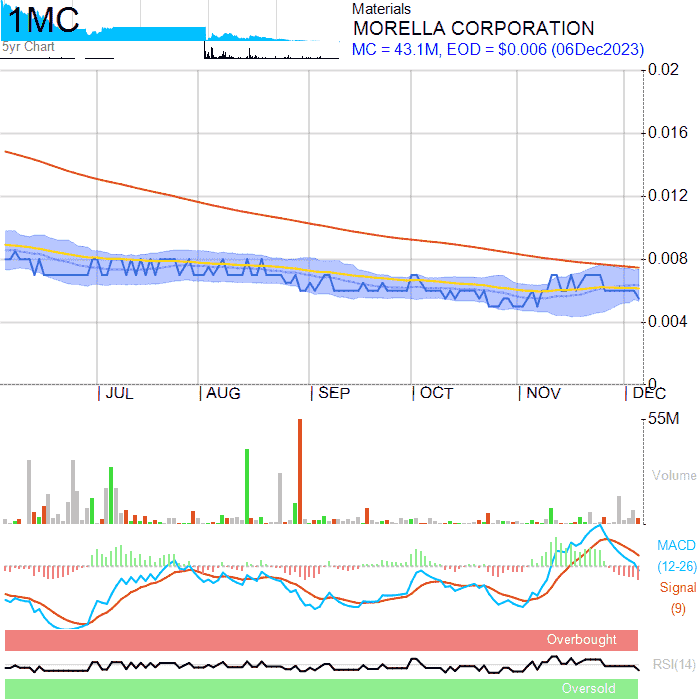 1MC
5yr Chart
Materials
MORELLA CORPORATION
MC = 43.1M, EOD = $0.006 (06Dec2023)
0.02
0.016
0.012
0.008
0.004
0
JUL AUG SEP OCT NOV DEC
55M
Volume
MACD
(12-26)
Signal
(9)
Overbought
RSI(14)
Oversold